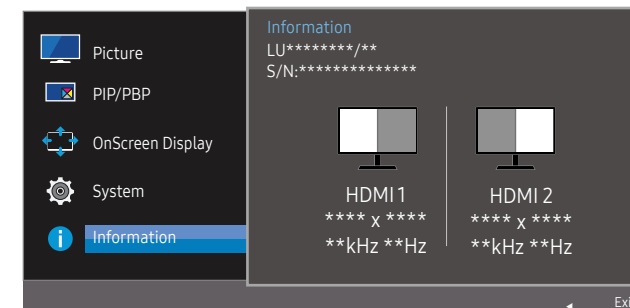 Picture
PIP/PBP
OnScreen Display
System
Information
Information
LU********/**
S/N:**************
HDMI 1
**** x ****
**kHz **Hz
HDMI 2
**** x ****
**kHz **Hz